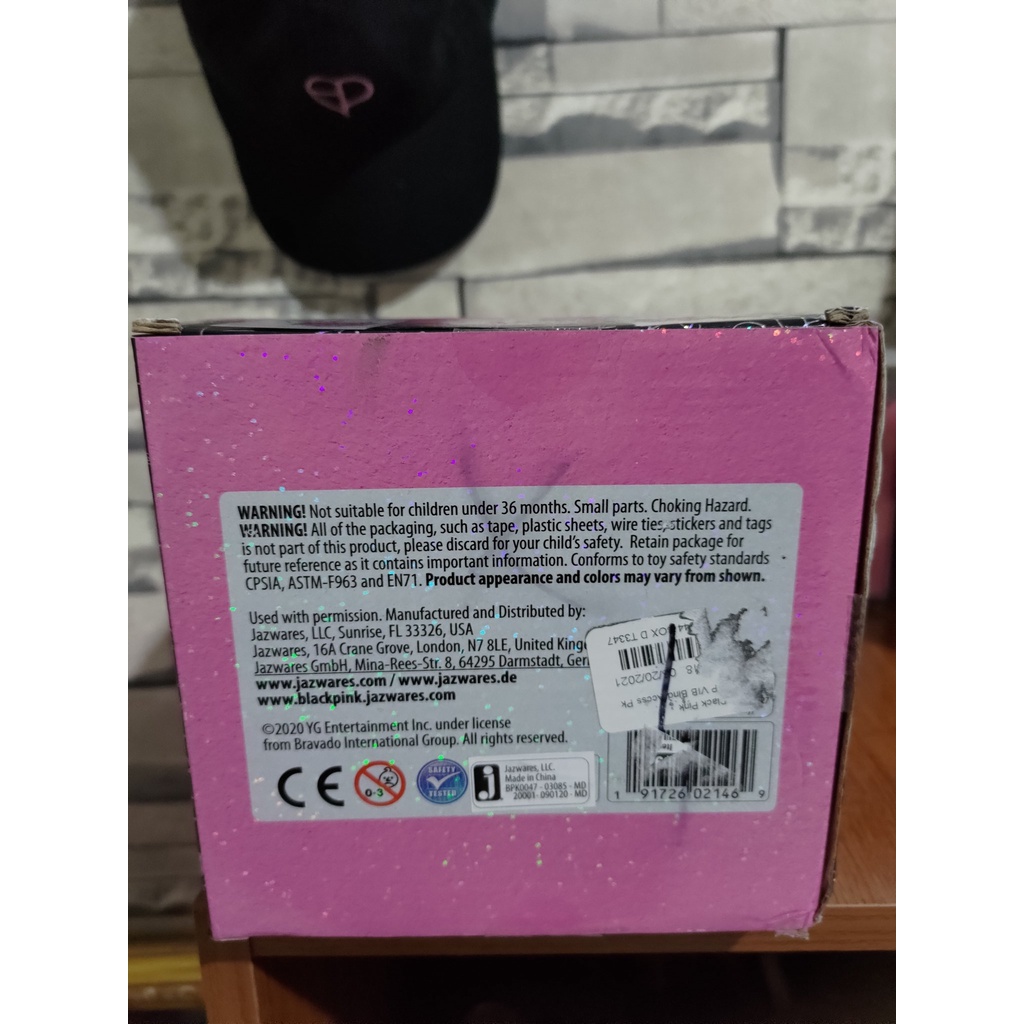 WARNING! Not suitable for children under 36 months. Small parts. Choking Hazard.
WARNING! All of the packaging, such as tape, plastic sheets, wire ties, stickers and tags
is not part of this product, please discard for your child's safety. Retain package for
future reference as it contains important information. Conforms to toy safety standards
CPSIA, ASTM-F963 and EN71. Product appearance and colors may vary from shown.
Used with permission. Manufactured and Distributed by:
Jazwares, LLC, Sunrise, FL 33326, USA
Jazwares, 16A Crane Grove, London, N7 8LE, United
Jazwares GmbH, Mina-Rees-Str. 8, 64295 Darmstadt,
www.jazwares.com / www.jazwares.de
www.blackpink.jazwares.com
©2020 YG Entertainment Inc. under license
from Bravado International Group. All rights reserved.
CE
0-3
SAFETY
TESTED
Jazwares, LLC.
Made in China
BPK0047 - 03085 - MD
20001- 090120 - MD
D T3347
Pink
1 91726 02146 9